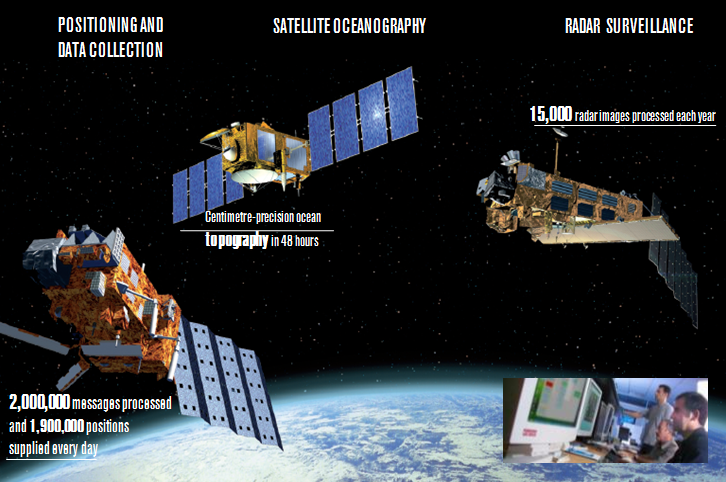 POSITIONING AND
DATA COLLECTION
SATELLITE OCEANOGRAPHY
RADAR SURVEILLANCE
15,000 radar images processed each year
Centimetre-precision ocean
topography in 48 hours
2,000,000 messages processed
and 1,900,000 positions
supplied every day